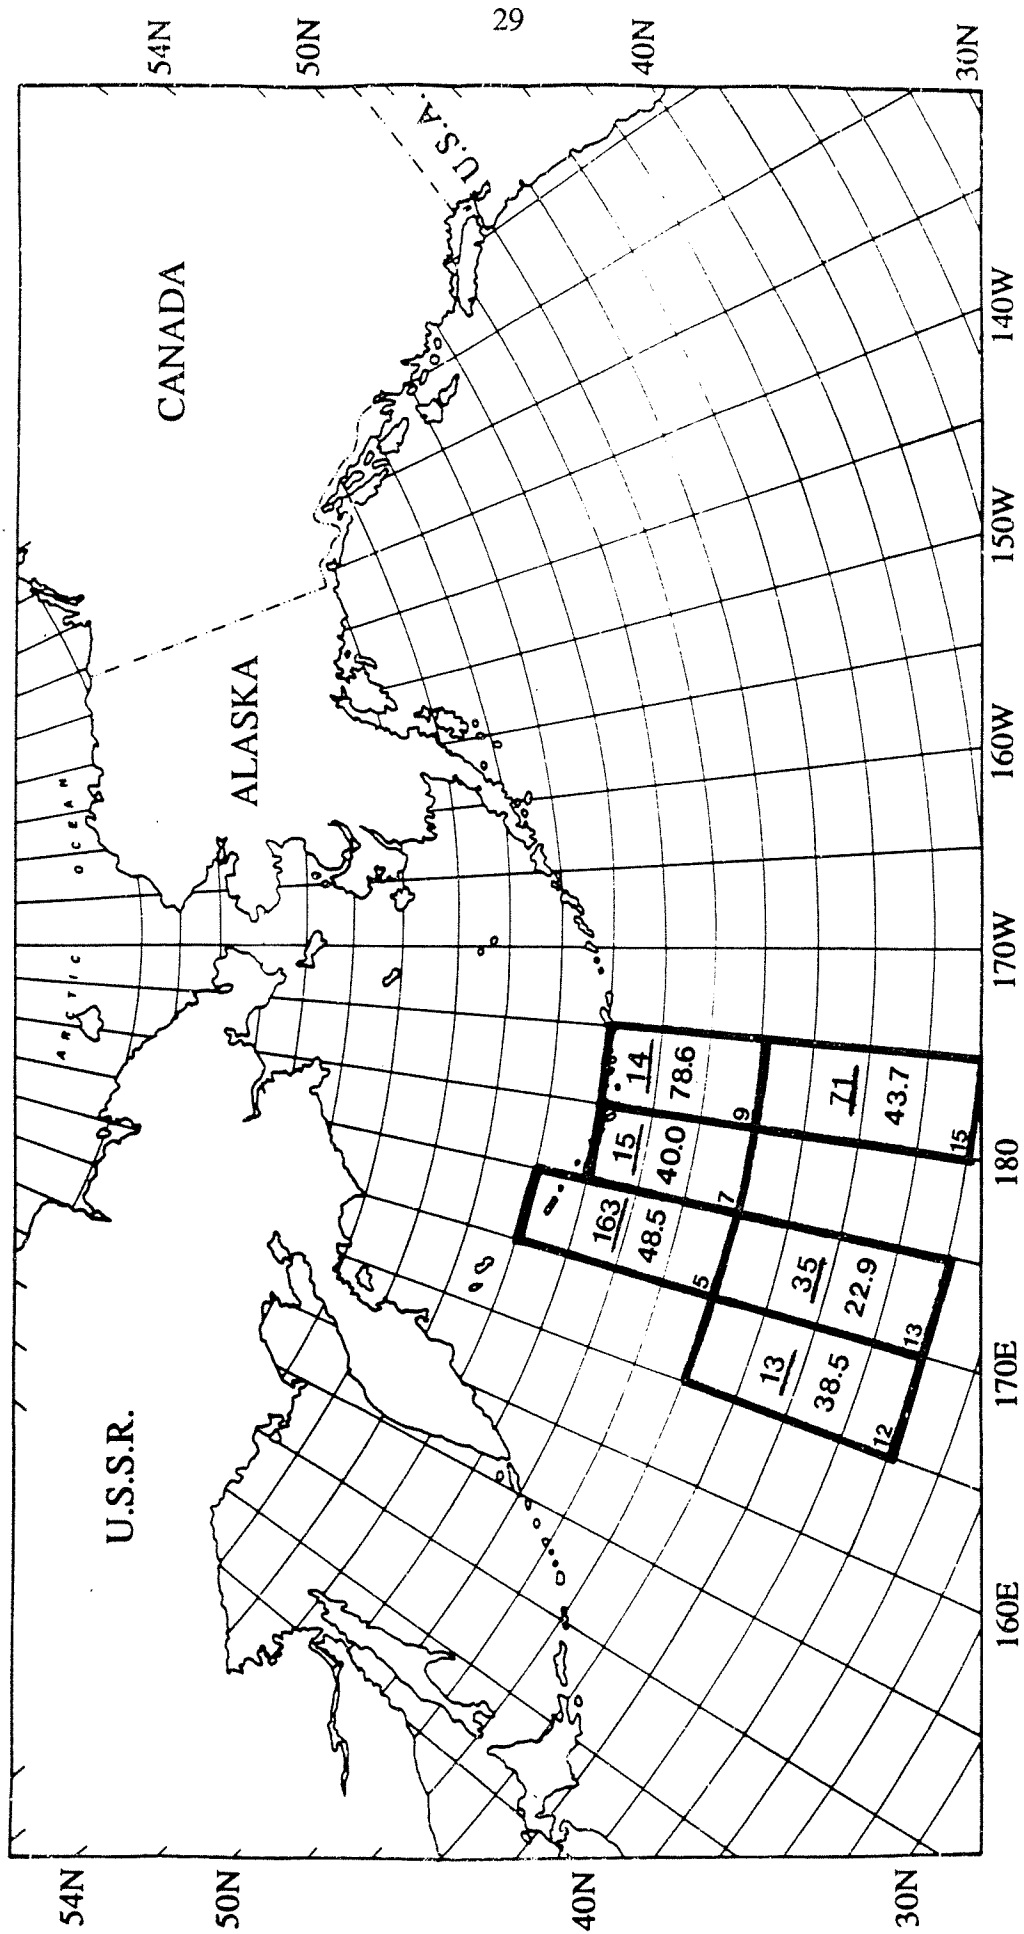 29
54N
50N
40N
30N
CANADA
U.S.A.
ALASKA
ARCTIC OCEAN
U.S.S.R.
163
48.5
5
15
40.0
7
14
78.6
9
13
38.5
12
35
22.9
13
71
43.7
15
54N
50N
40N
30N
160E
170E
180
170W
160W
150W
140W